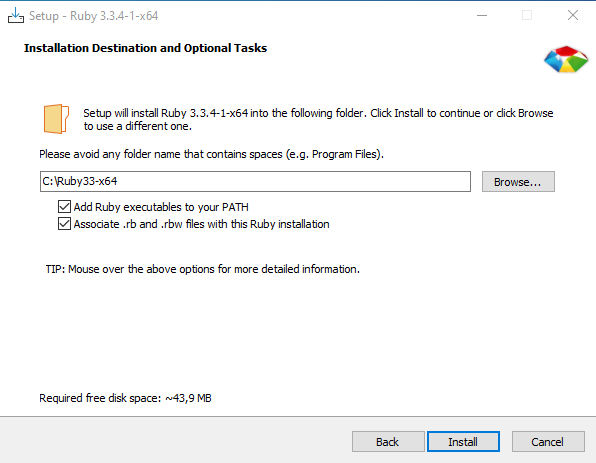 Setup - Ruby 3.3.4-1-x64
Installation Destination and Optional Tasks
Setup will install Ruby 3.3.4-1-x64 into the following folder. Click Install to continue or click Browse
to use a different one.
Please avoid any folder name that contains spaces (e.g. Program Files).
C:\Ruby33-x64
Browse...
Add Ruby executables to your PATH
Associate .rb and .rbw files with this Ruby installation
TIP: Mouse over the above options for more detailed information.
Required free disk space: ~43,9 MB
Back
Install
Cancel